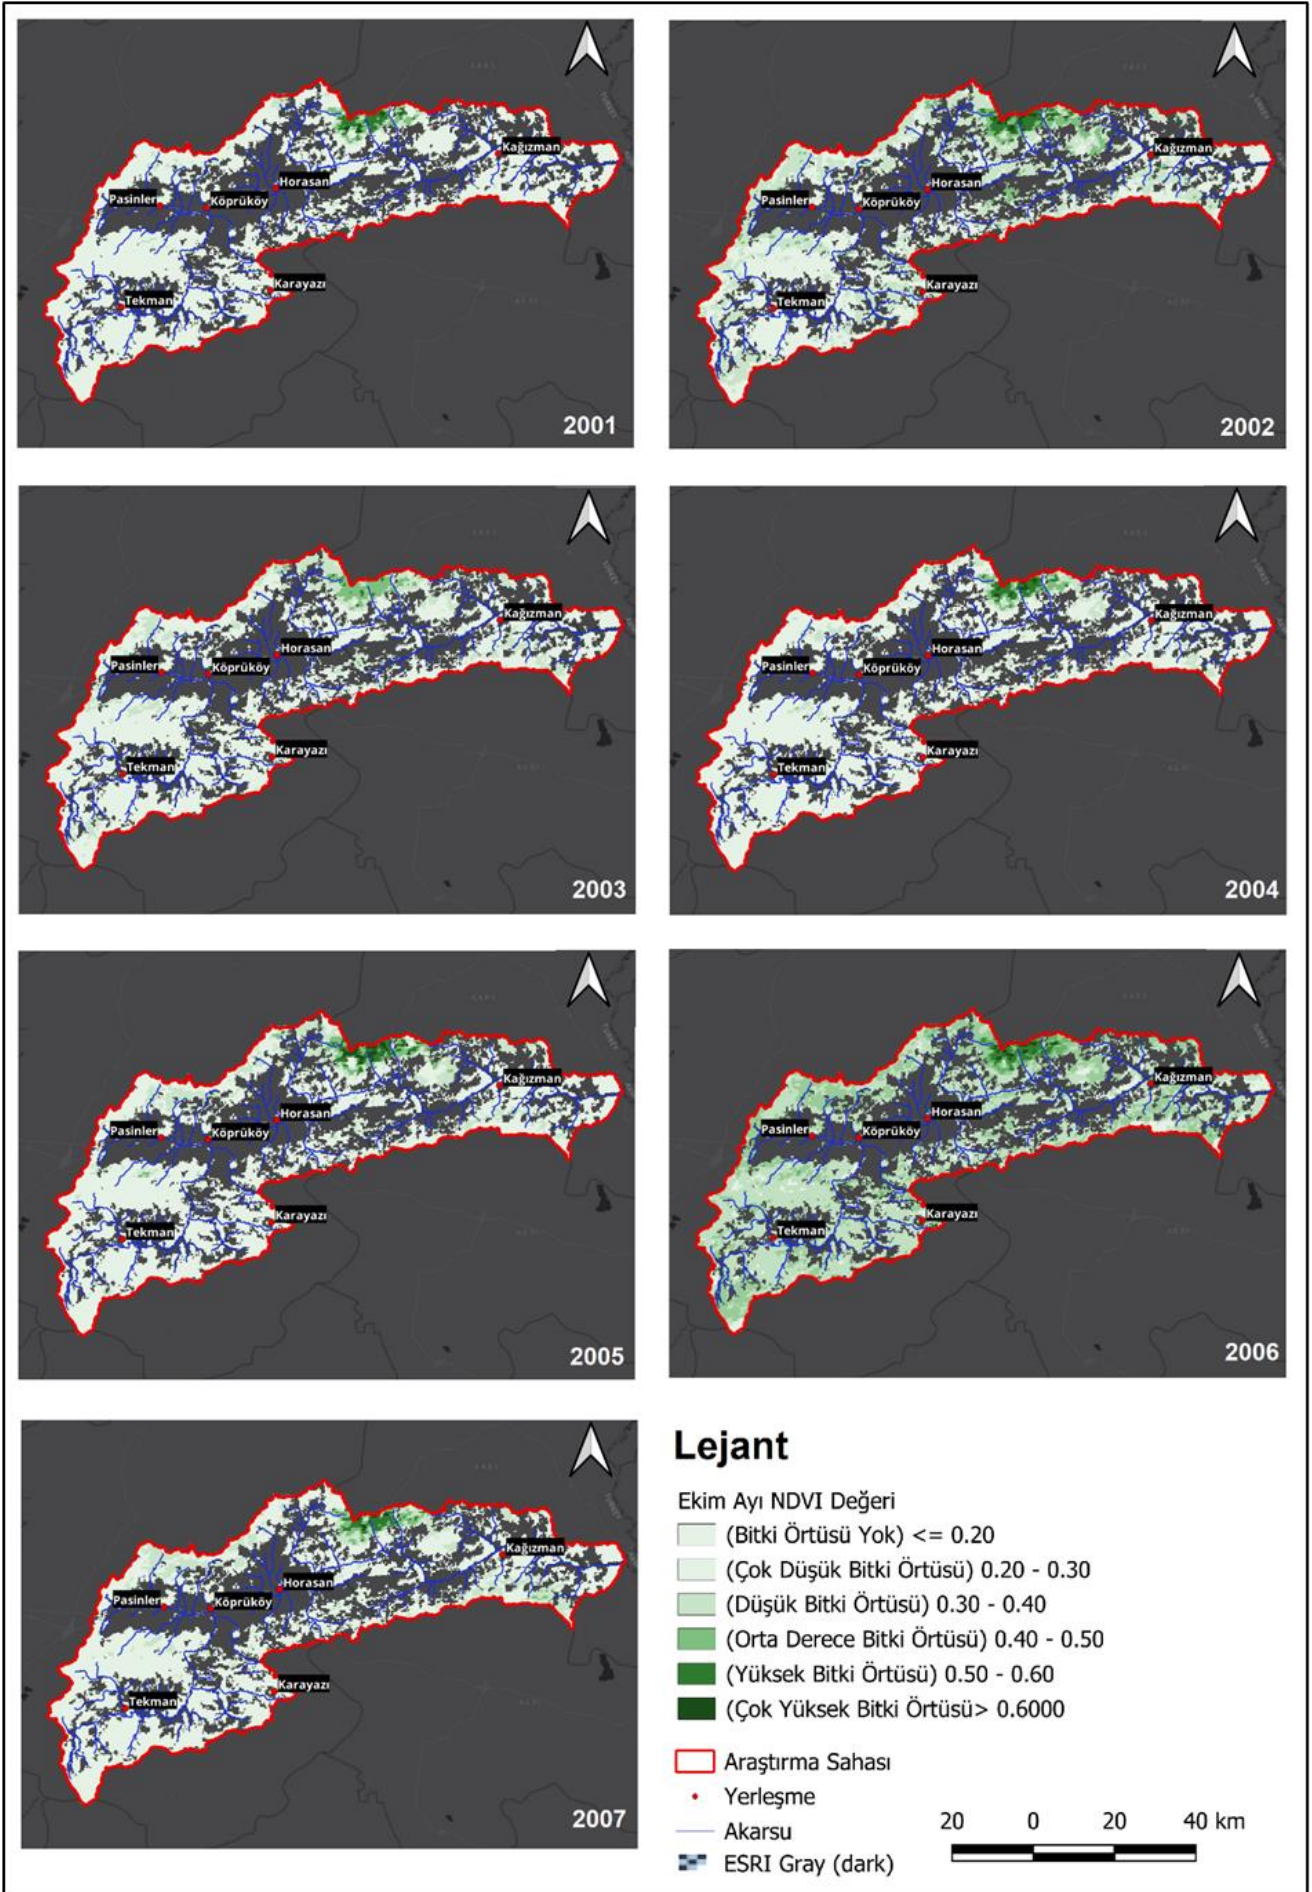 Kağızman
Horasan
Pasinler
Köprüköy
Karayazı
Tekman
2001
Kağızman
Horasan
Pasinler
Köprüköy
Karayazı
Tekman
2002
Kağızman
Horasan
Pasinler
Köprüköy
Karayazı
Tekman
2003
Kağızman
Horasan
Pasinler
Köprüköy
Karayazı
Tekman
2004
Kağızman
Horasan
Pasinler
Köprüköy
Karayazı
Tekman
2005
Kağızman
Horasan
Pasinler
Köprüköy
Karayazı
Tekman
2006
Kağızman
Horasan
Pasinler
Köprüköy
Karayazı
Tekman
2007
Lejant
Ekim Ayı NDVI Değeri
(Bitki Örtüsü Yok) <= 0.20
(Çok Düşük Bitki Örtüsü) 0.20 - 0.30
(Düşük Bitki Örtüsü) 0.30 - 0.40
(Orta Derece Bitki Örtüsü) 0.40 - 0.50
(Yüksek Bitki Örtüsü) 0.50 - 0.60
(Çok Yüksek Bitki Örtüsü> 0.6000
Araştırma Sahası
Yerleşme
Akarsu
ESRI Gray (dark)
20 0 20 40 km